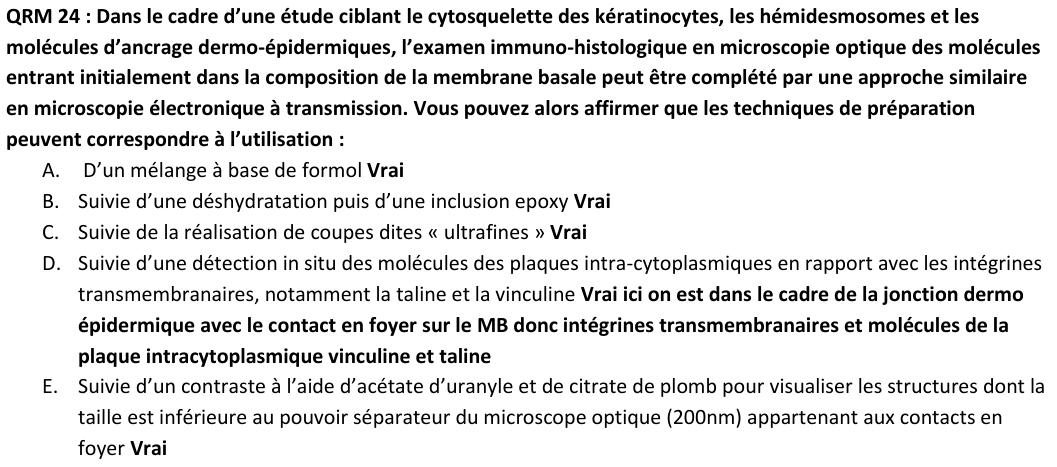 QRM 24 : Dans le cadre d’une étude ciblant le cytosquelette des kératinocytes, les hémidesmosomes et les
molécules d’ancrage dermo-épidermiques, l’examen immuno-histologique en microscopie optique des molécules
entrant initialement dans la composition de la membrane basale peut être complété par une approche similaire
en microscopie électronique à transmission. Vous pouvez alors affirmer que les techniques de préparation
peuvent correspondre à l’utilisation :
A. D’un mélange à base de formol Vrai
B. Suivie d’une déshydratation puis d’une inclusion epoxy Vrai
C. Suivie de la réalisation de coupes dites « ultrafines » Vrai
D. Suivie d’une détection in situ des molécules des plaques intra-cytoplasmiques en rapport avec les intégrines
transmembranaires, notamment la taline et la vinculine Vrai ici on est dans le cadre de la jonction dermo
épidermique avec le contact en foyer sur le MB donc intégrines transmembranaires et molécules de la
plaque intracytoplasmique vinculine et taline
E. Suivie d’un contraste à l’aide d’acétate d’uranyle et de citrate de plomb pour visualiser les structures dont la
taille est inférieure au pouvoir séparateur du microscope optique (200nm) appartenant aux contacts en
foyer Vrai